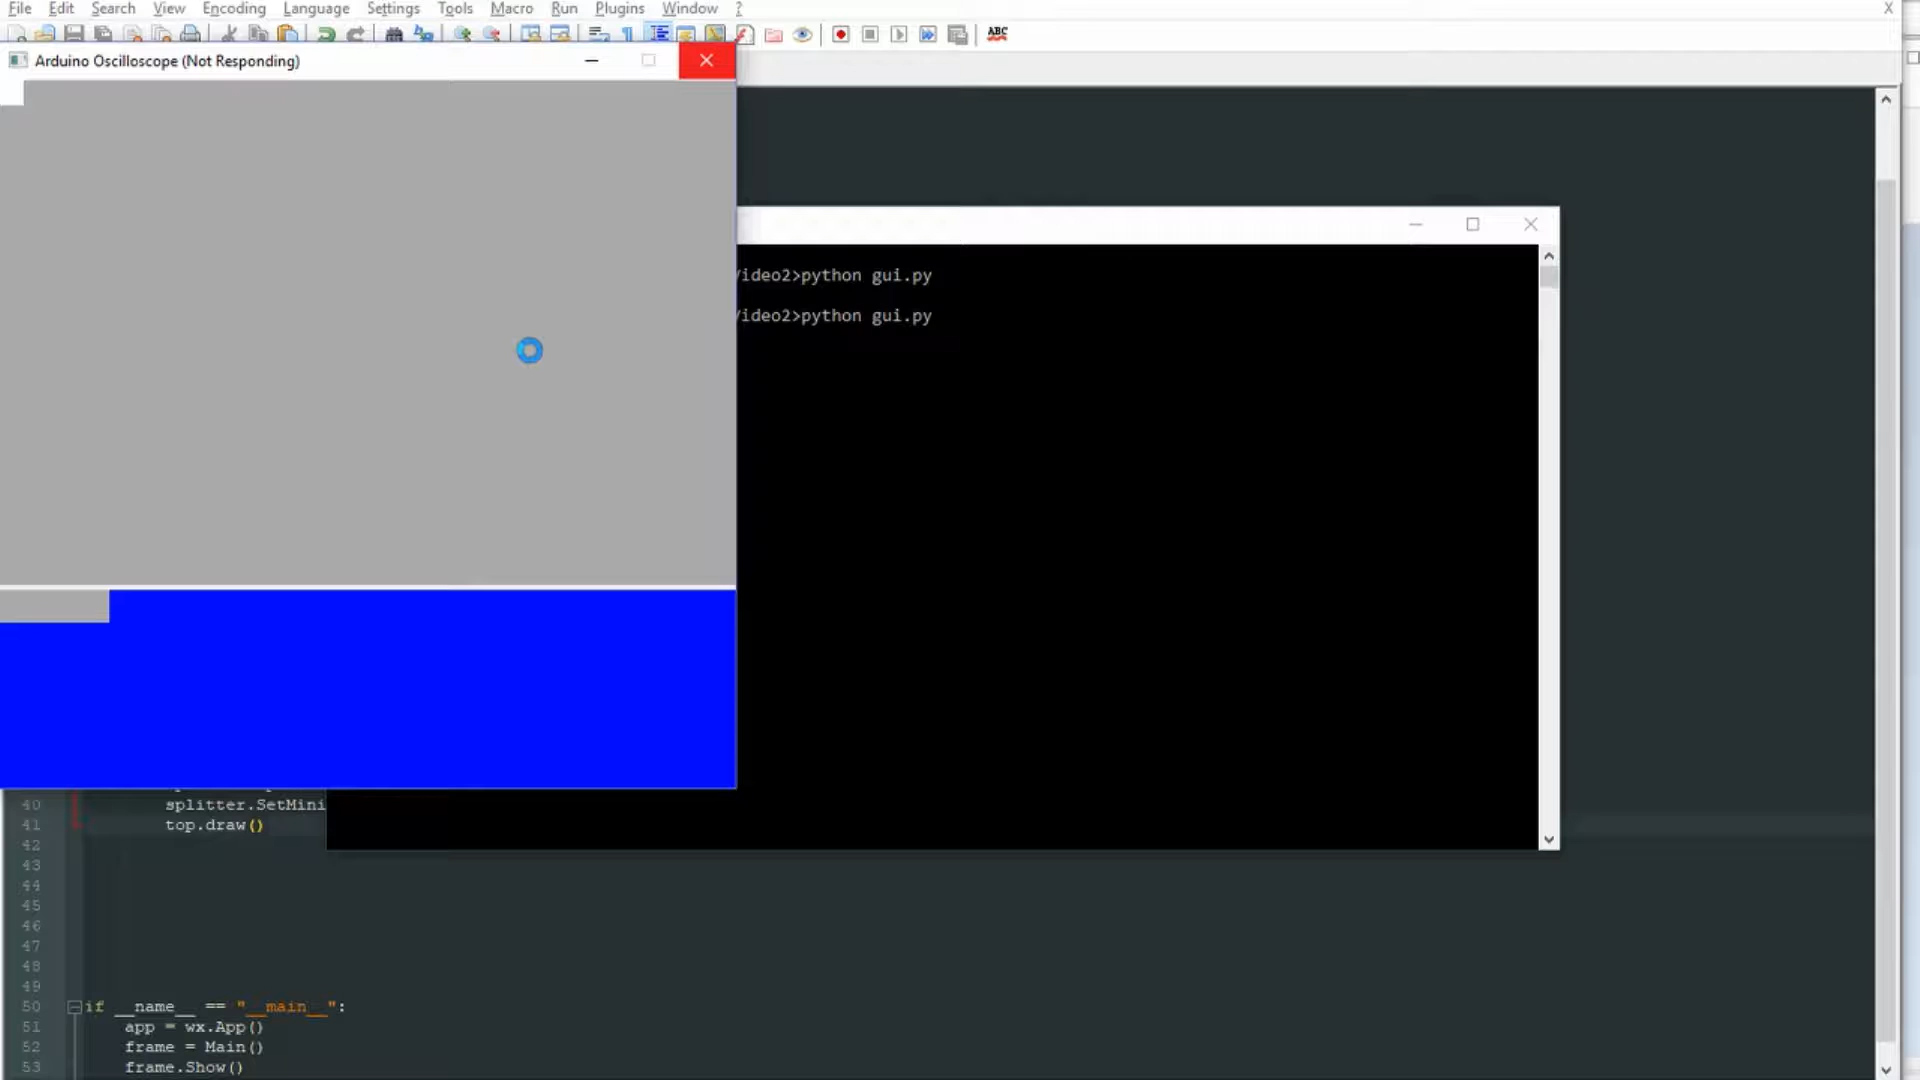 File Edit Search View Encoding Language Settings Tools Macro Run Plugins Window ? X
ABC
Arduino Oscilloscope (Not Responding)
/ideo2>python gui.py
/ideo2>python gui.py
40 splitter.SetMini
41 top.draw()
42
43
44
45
46
47
48
49
50 if __name__ == "__main__":
51 app = wx.App()
52 frame = Main()
53 frame.Show()